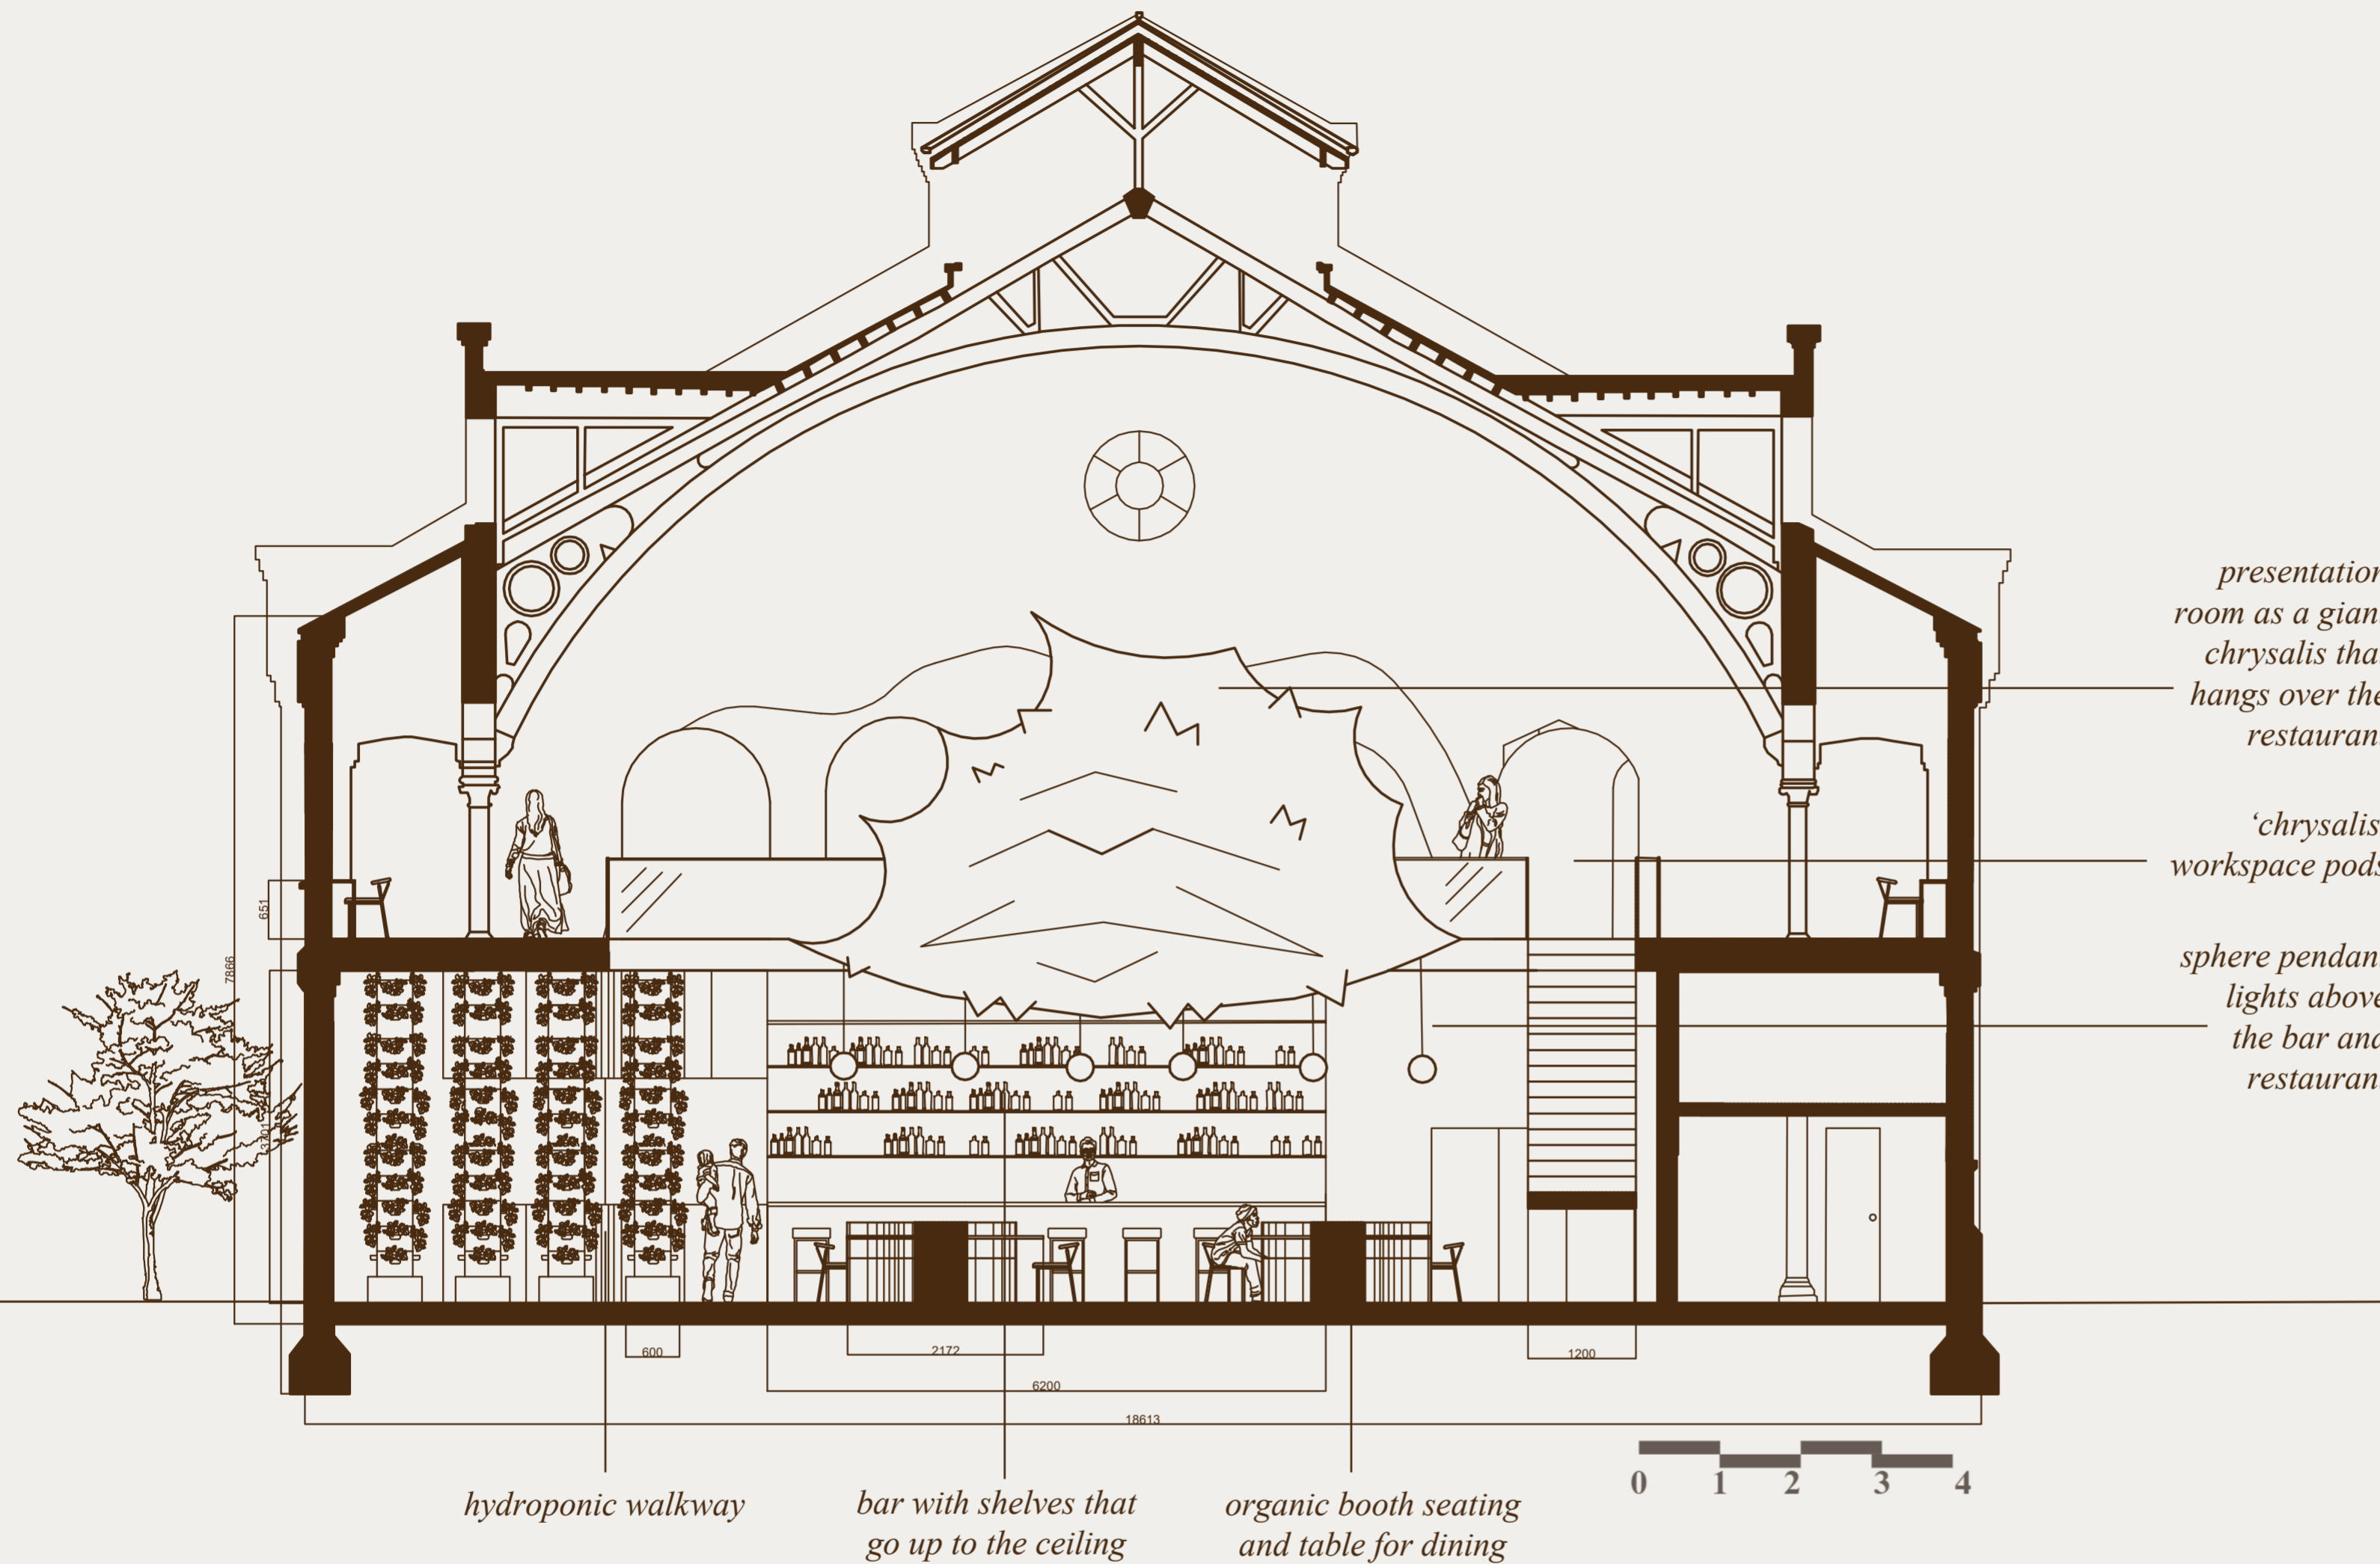 presentation
room as a gian
chrysalis tha
hangs over the
restauran
‘chrysalis
workspace pods
sphere pendan
lights above
the bar and
restauran
651
7866
3701
600
2172
1200
6200
18613
0 1 2 3 4
hydroponic walkway
bar with shelves that
go up to the ceiling
organic booth seating
and table for dining